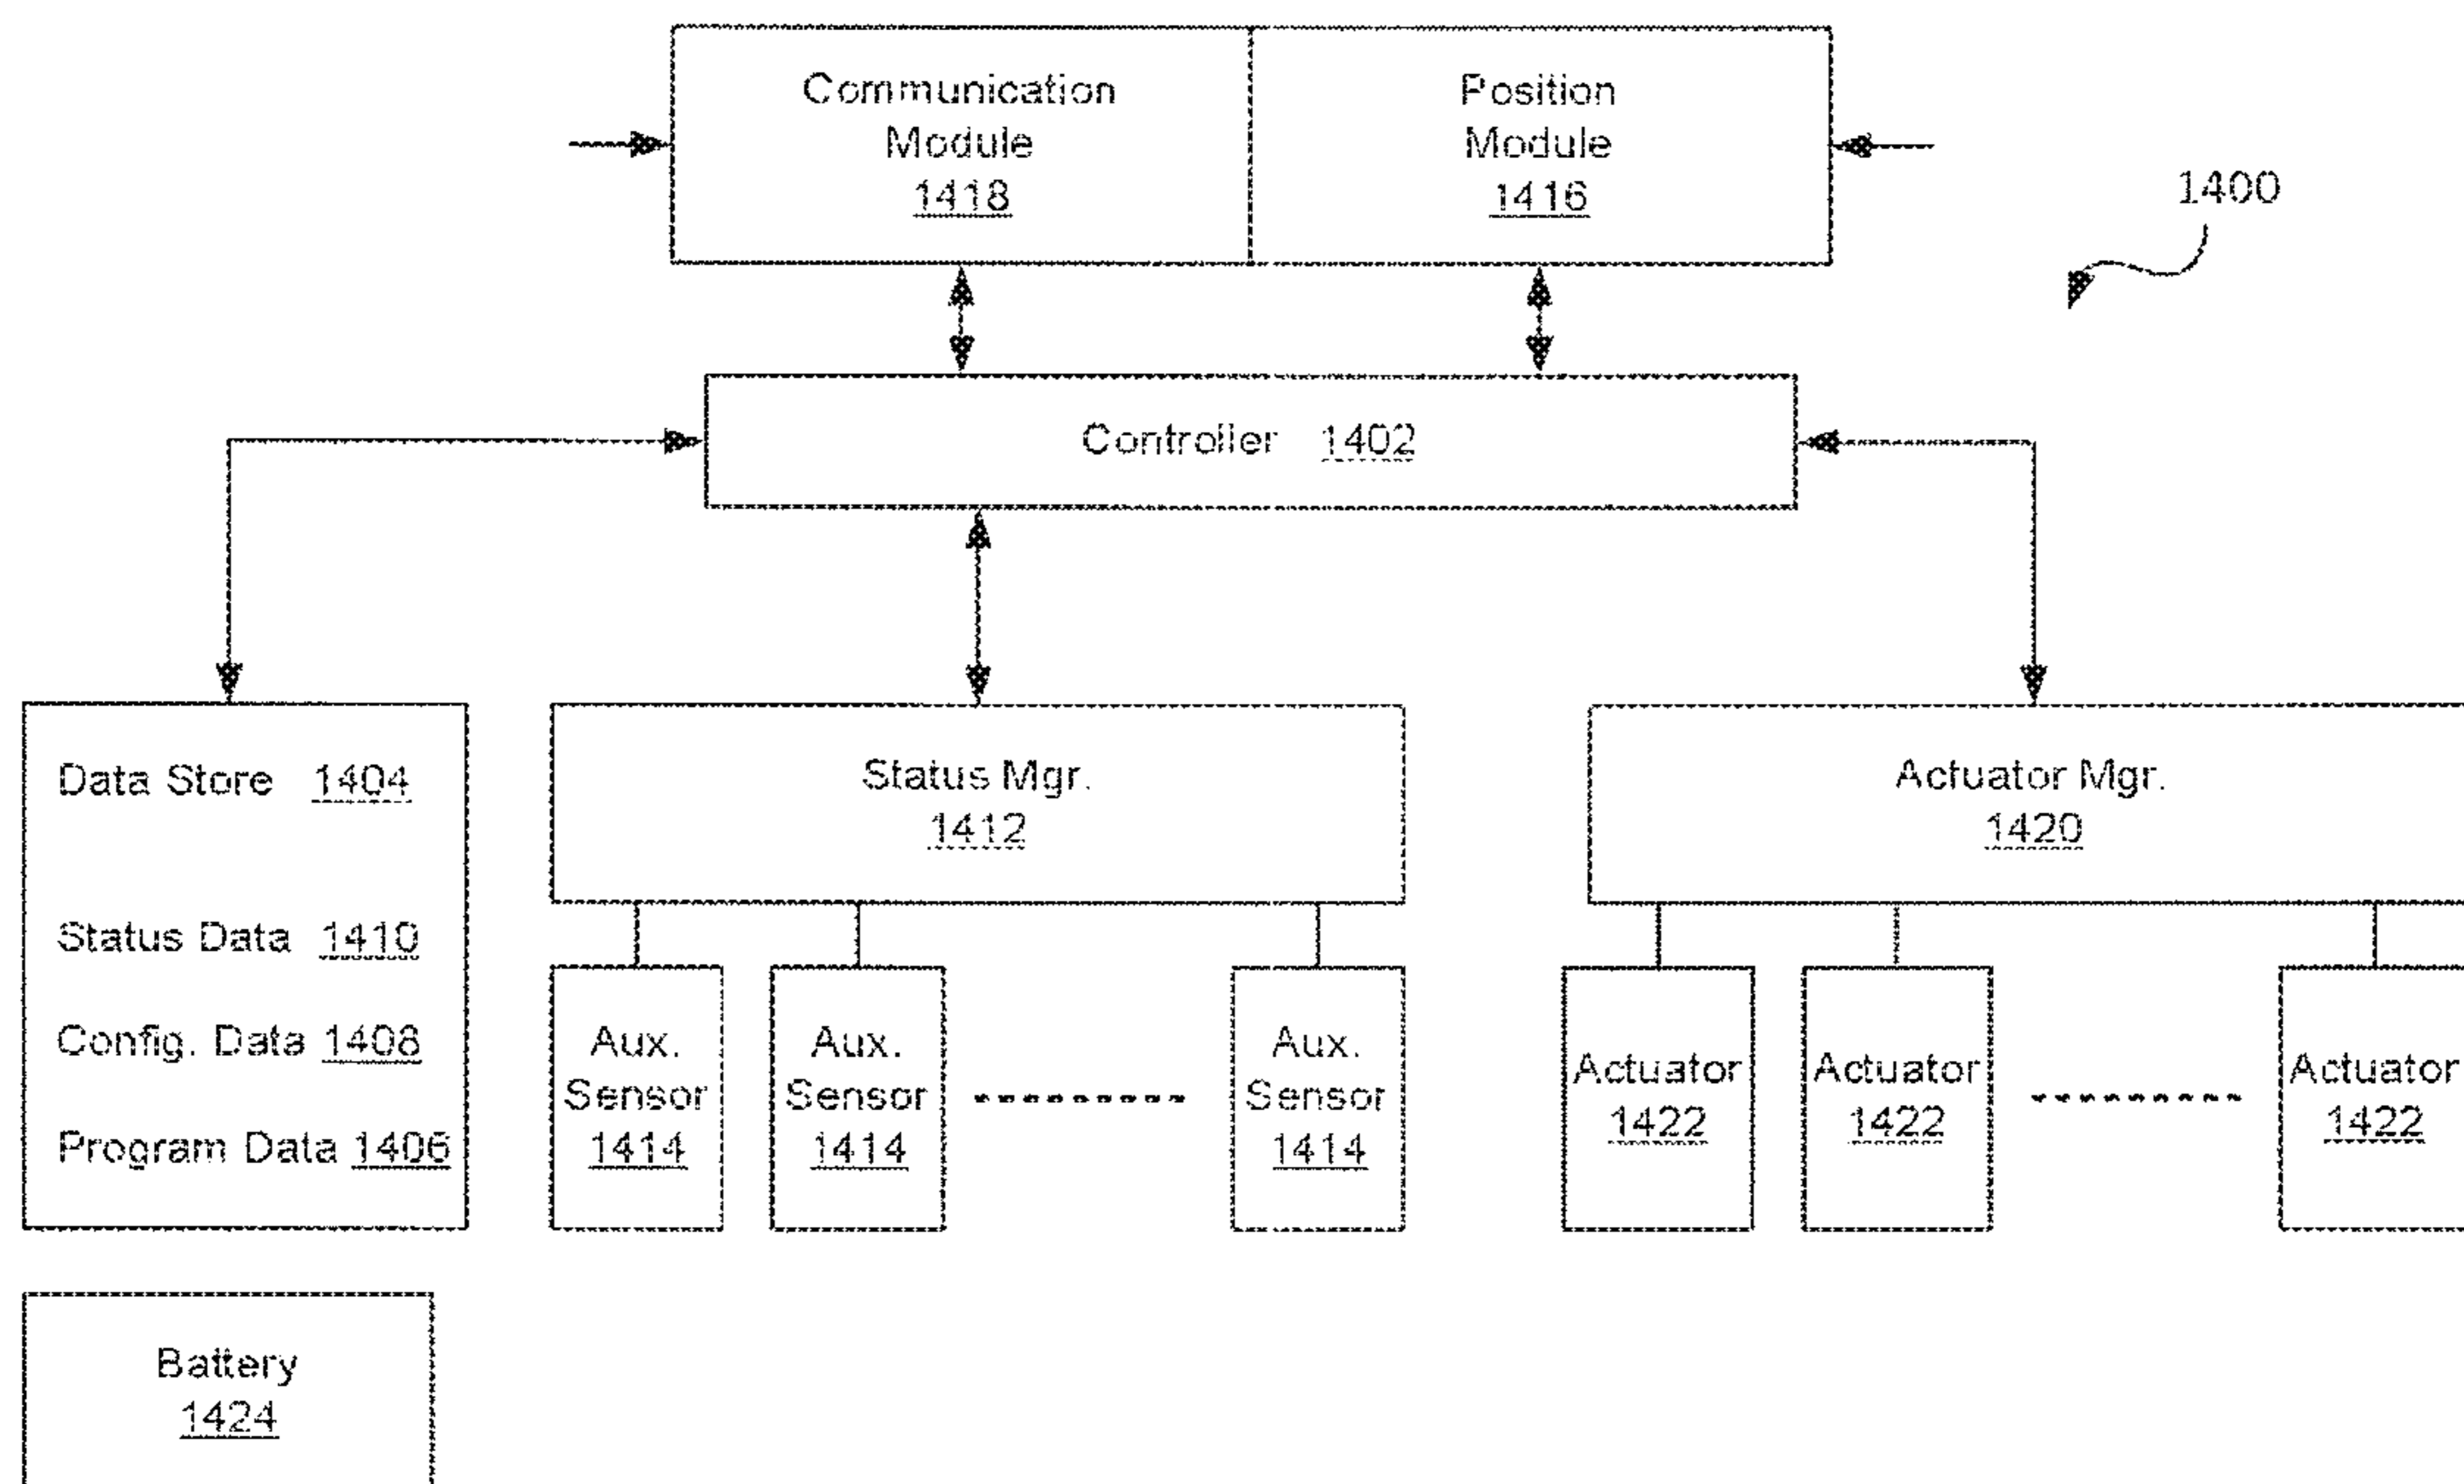 Communication
Module
1418
Position
Module
1416
1400
Controller 1402
Data Store 1404
Status Data 1410
Config. Data 1408
Program Data 1406
Status Mgr.
1412
Aux.
Sensor
1414
Aux.
Sensor
1414
Aux.
Sensor
1414
Actuator Mgr.
1420
Actuator
1422
Actuator
1422
Actuator
1422
Battery
1424